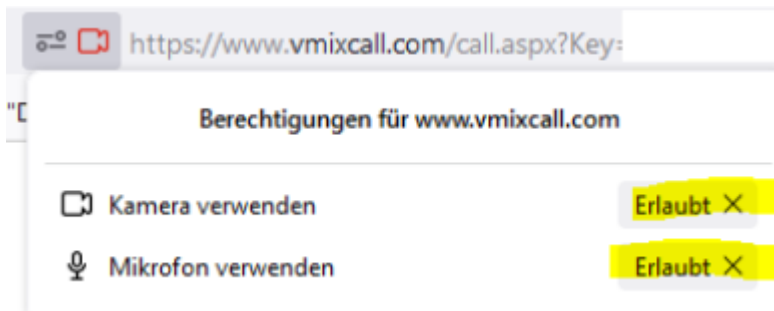 https://www.vmixcall.com/call.aspx?Key=
"D
Berechtigungen für www.vmixcall.com
Kamera verwenden Erlaubt ×
Mikrofon verwenden Erlaubt ×